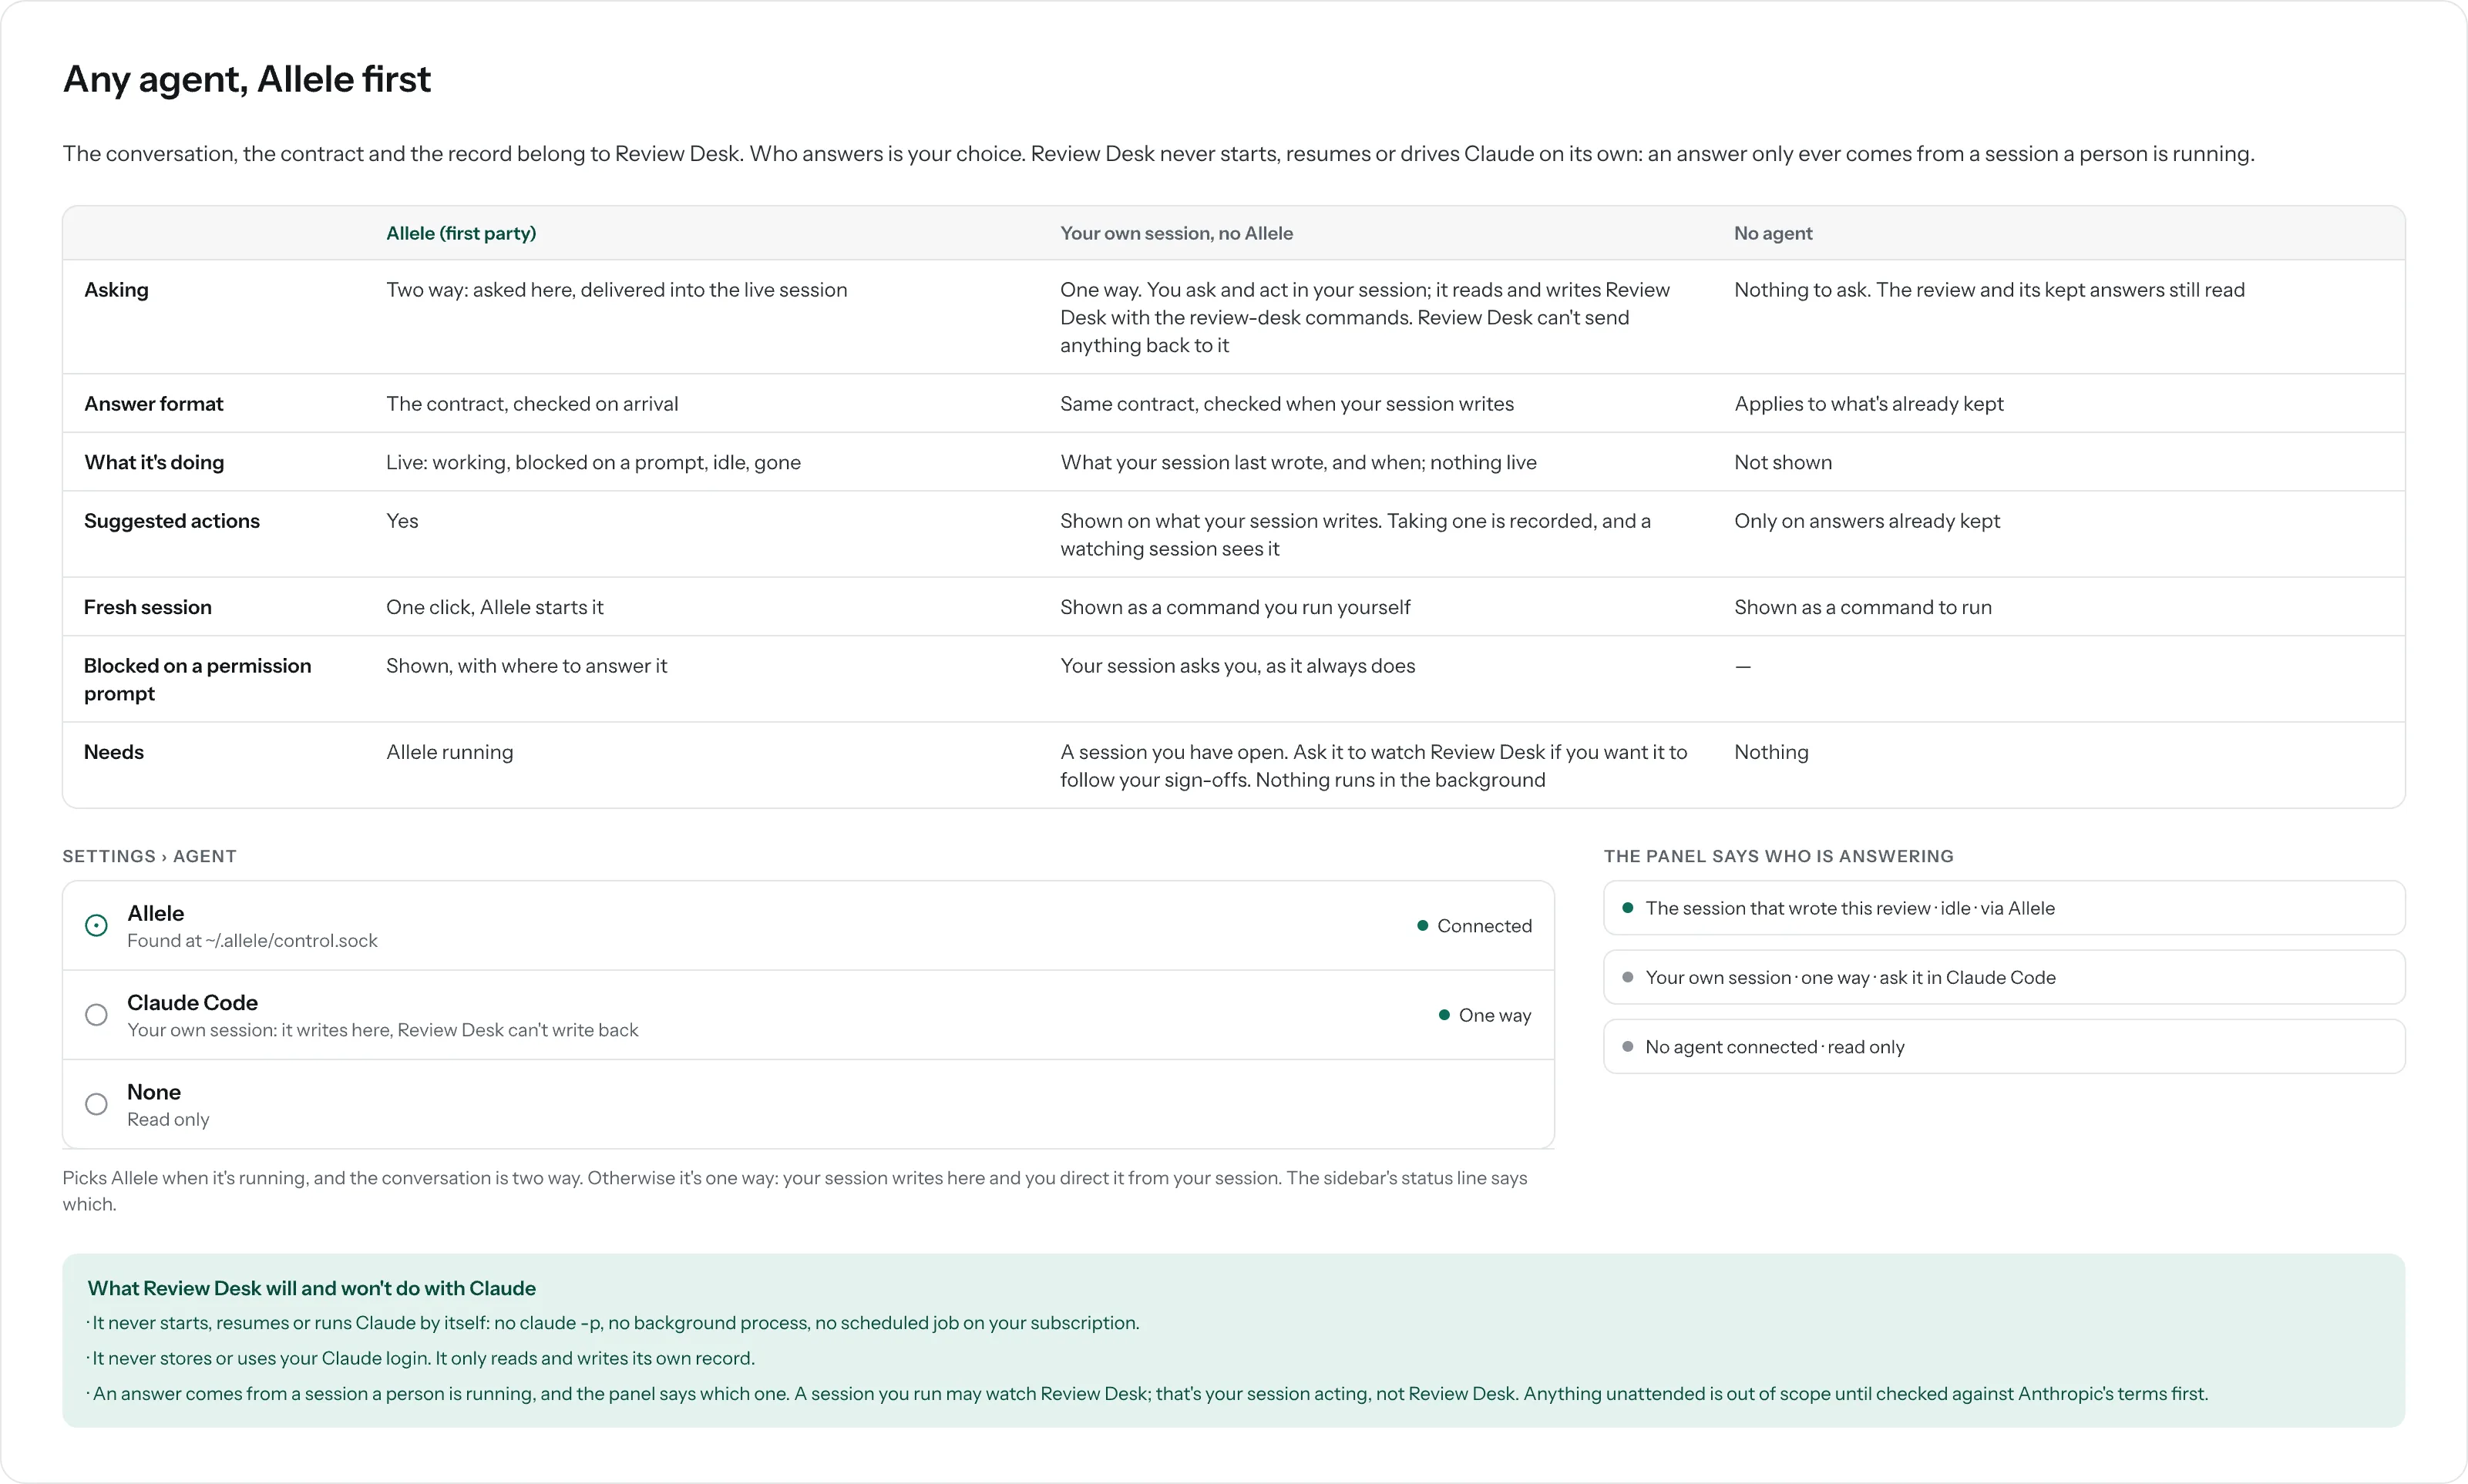 Any agent, Allele first
The conversation, the contract and the record belong to Review Desk. Who answers is your choice. Review Desk never starts, resumes or drives Claude on its own: an answer only ever comes from a session a person is running.
Allele (first party)
Your own session, no Allele
No agent
Asking
Two way: asked here, delivered into the live session
One way. You ask and act in your session; it reads and writes Review
Desk with the review-desk commands. Review Desk can't send
anything back to it
Nothing to ask. The review and its kept answers still read
Answer format
The contract, checked on arrival
Same contract, checked when your session writes
Applies to what's already kept
What it's doing
Live: working, blocked on a prompt, idle, gone
What your session last wrote, and when; nothing live
Not shown
Suggested actions
Yes
Shown on what your session writes. Taking one is recorded, and a
watching session sees it
Only on answers already kept
Fresh session
One click, Allele starts it
Shown as a command you run yourself
Shown as a command to run
Blocked on a permission
prompt
Shown, with where to answer it
Your session asks you, as it always does
—
Needs
Allele running
A session you have open. Ask it to watch Review Desk if you want it to
follow your sign-offs. Nothing runs in the background
Nothing
SETTINGS › AGENT
Allele
Found at ~/.allele/control.sock
Connected
Claude Code
Your own session: it writes here, Review Desk can't write back
One way
None
Read only
Picks Allele when it's running, and the conversation is two way. Otherwise it's one way: your session writes here and you direct it from your session. The sidebar's status line says
which.
THE PANEL SAYS WHO IS ANSWERING
The session that wrote this review · idle · via Allele
Your own session · one way · ask it in Claude Code
No agent connected · read only
What Review Desk will and won't do with Claude
· It never starts, resumes or runs Claude by itself: no claude -p, no background process, no scheduled job on your subscription.
· It never stores or uses your Claude login. It only reads and writes its own record.
· An answer comes from a session a person is running, and the panel says which one. A session you run may watch Review Desk; that's your session acting, not Review Desk. Anything unattended is out of scope until checked against Anthropic's terms first.